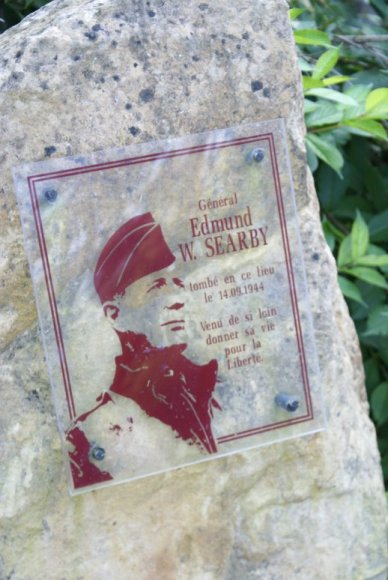 Général
Edmund
W. SEARBY
tombé en ce lieu
le 14.09.1944
Venu de si loin
donner sa vie
pour la
Liberté.